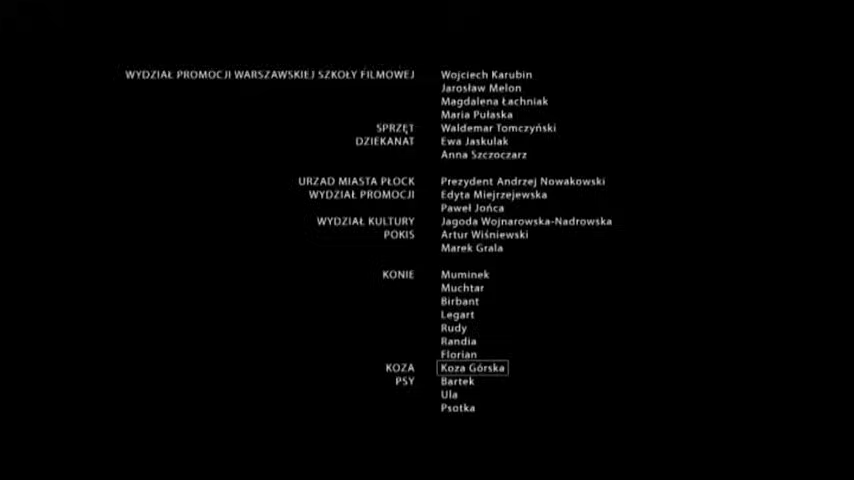 WYDZIAŁ PROMOCJI WARSZAWSKIEJ SZKOŁY FILMOWEJ Wojciech Karubin
Jarosław Melon
Magdalena Łachniak
Maria Pułaska
SPRZĘT Waldemar Tomczyński
DZIEKANAT Ewa Jaskulak
Anna Szczoczarz
URZAD MIASTA PŁOCK Prezydent Andrzej Nowakowski
WYDZIAŁ PROMOCJI Edyta Miejrzejewska
Paweł Jońca
WYDZIAŁ KULTURY Jagoda Wojnarowska-Nadrowska
POKIS Artur Wiśniewski
Marek Grala
KONIE Muminek
Muchtar
Birbant
Legart
Rudy
Randia
Florian
KOZA Koza Górska
PSY Bartek
Ula
Psotka